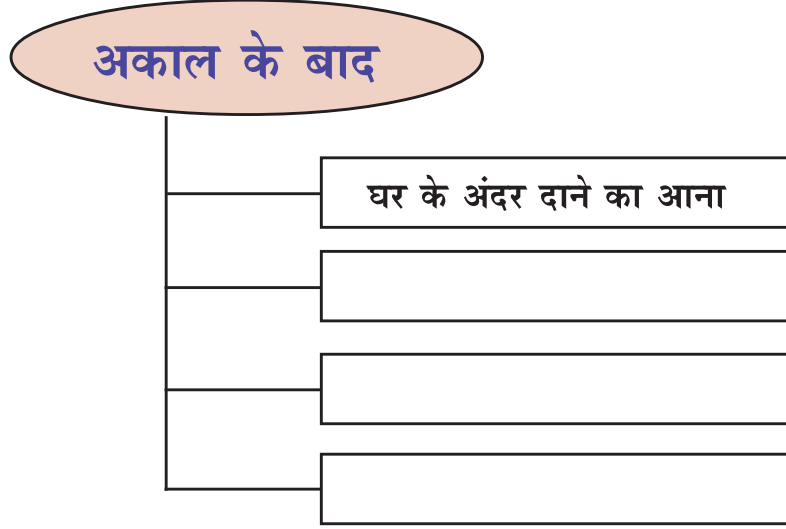 अकाल के बाद
घर के अंदर दाने का आना